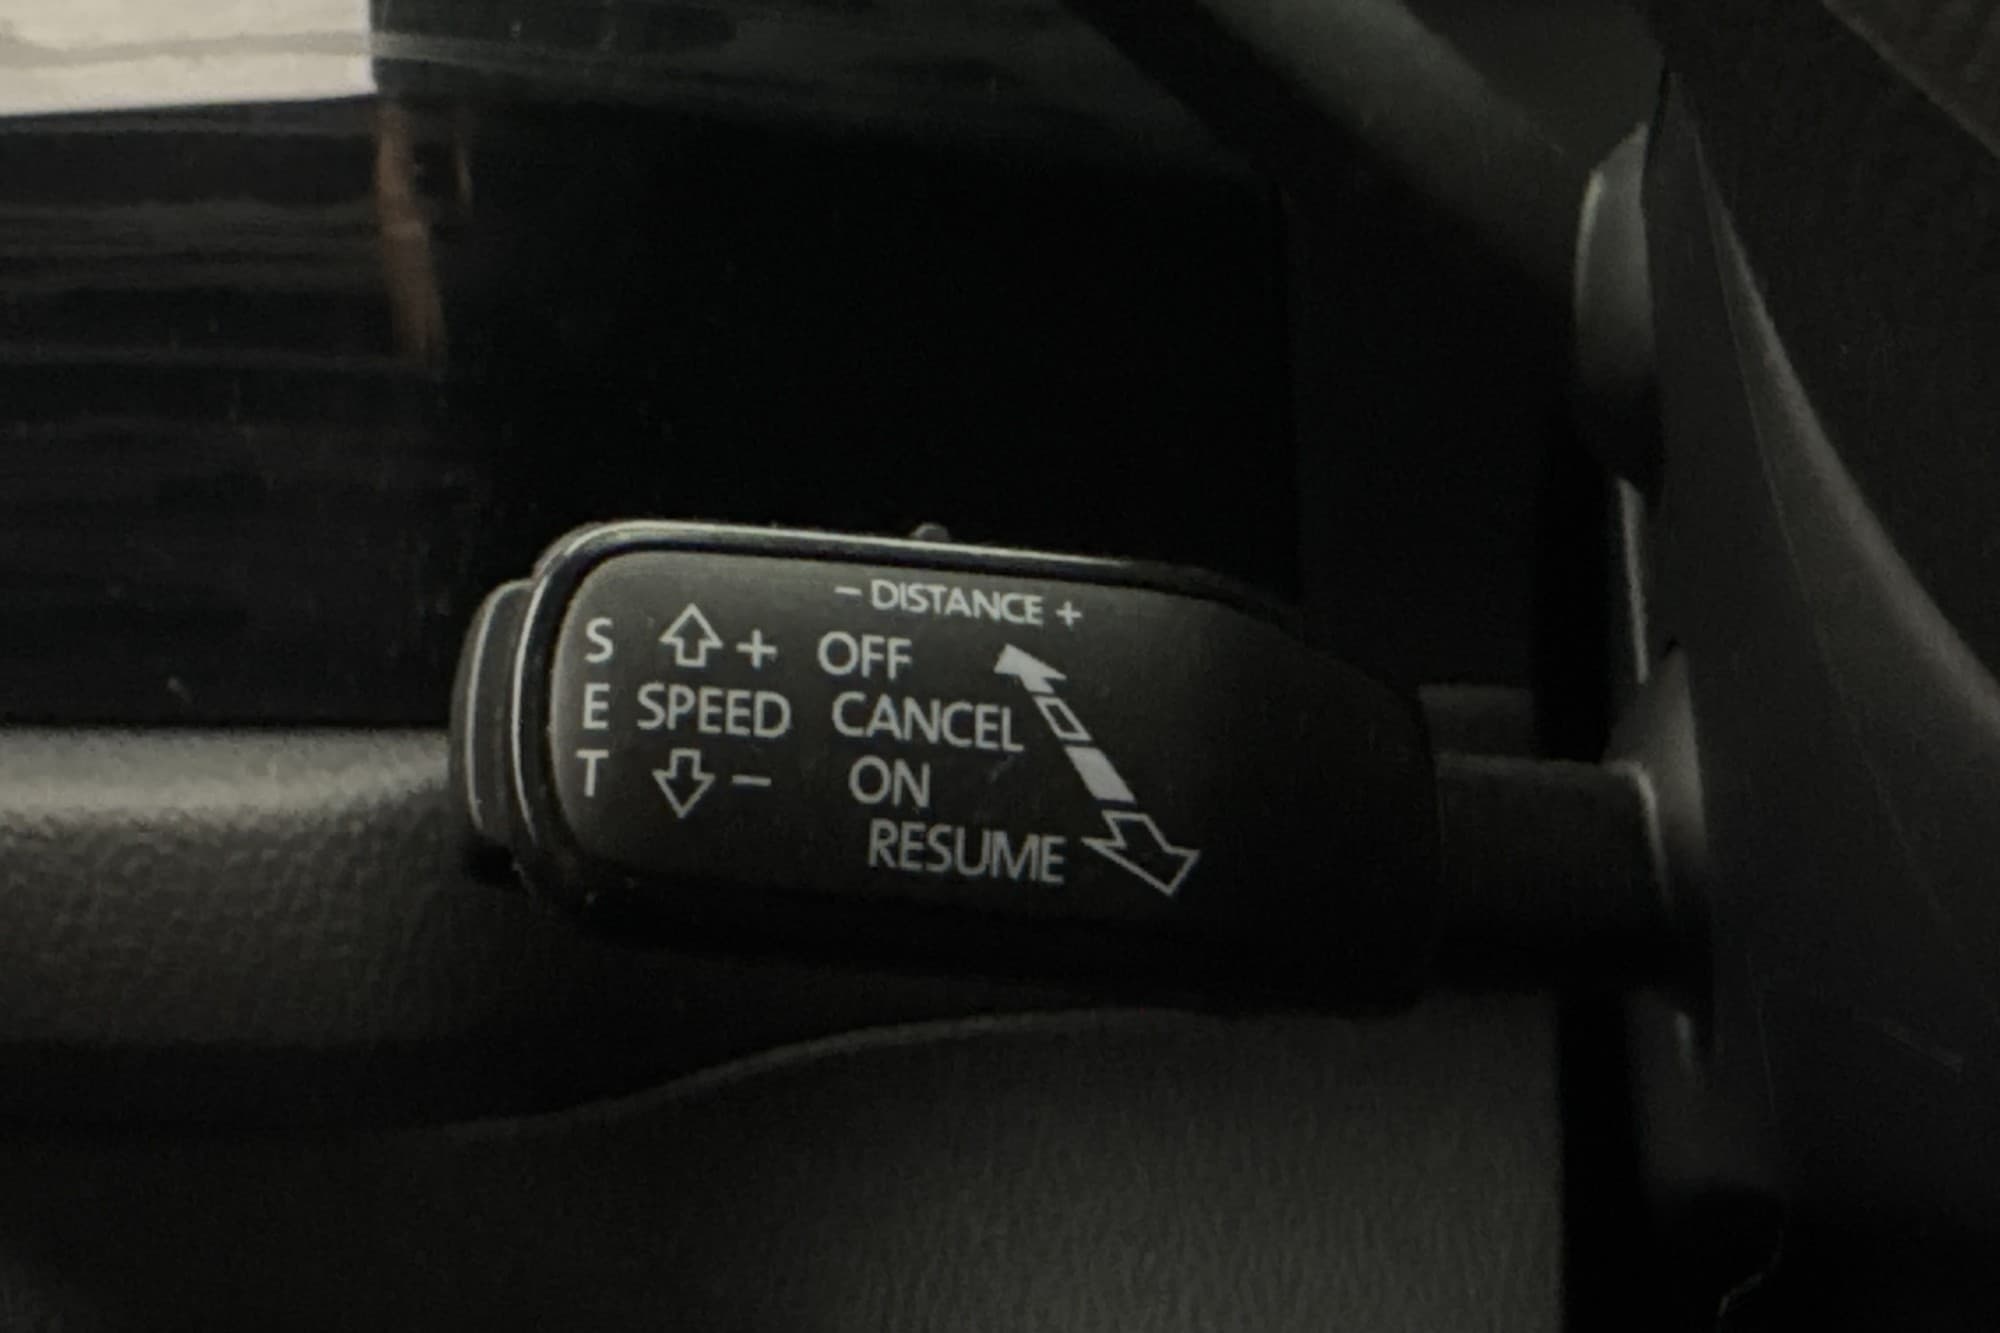 − DISTANCE +
S + OFF
E SPEED CANCEL
T − ON
RESUME